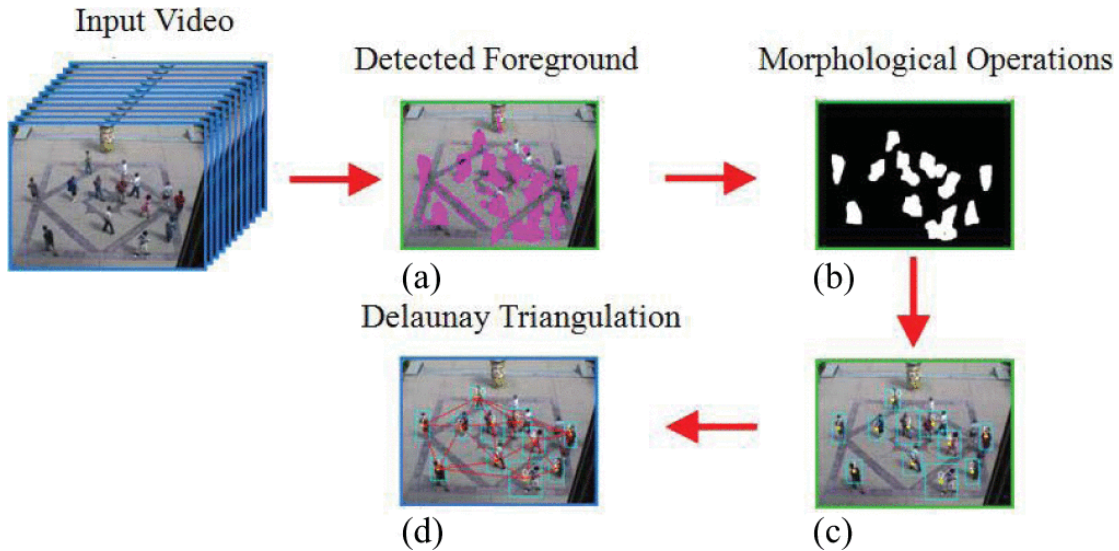 Input Video
Detected Foreground
Morphological Operations
(a)
(b)
Delaunay Triangulation
(d)
(c)